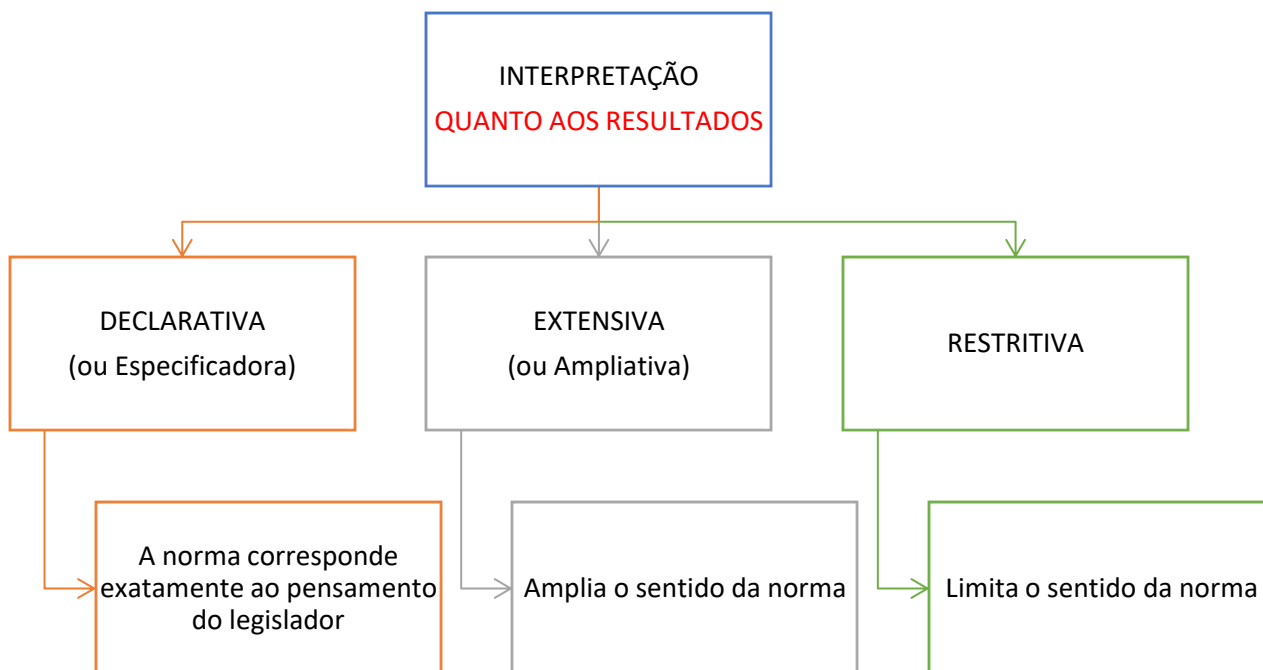 INTERPRETAÇÃO
QUANTO AOS RESULTADOS
DECLARATIVA
(ou Especificadora)
EXTENSIVA
(ou Ampliativa)
RESTRITIVA
A norma corresponde
exatamente ao pensamento
do legislador
Amplia o sentido da norma
Limita o sentido da norma